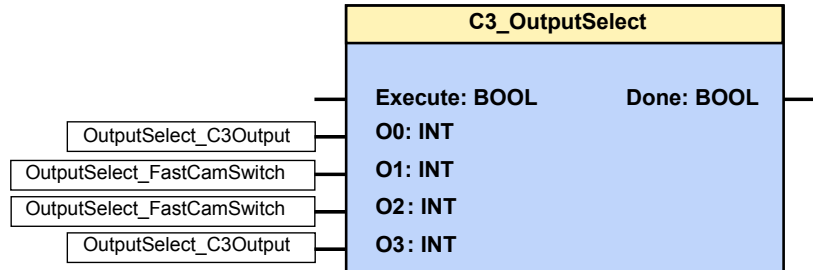 C3_OutputSelect
Execute: BOOL Done: BOOL
OutputSelect_C3Output O0: INT
OutputSelect_FastCamSwitch O1: INT
OutputSelect_FastCamSwitch O2: INT
OutputSelect_C3Output O3: INT